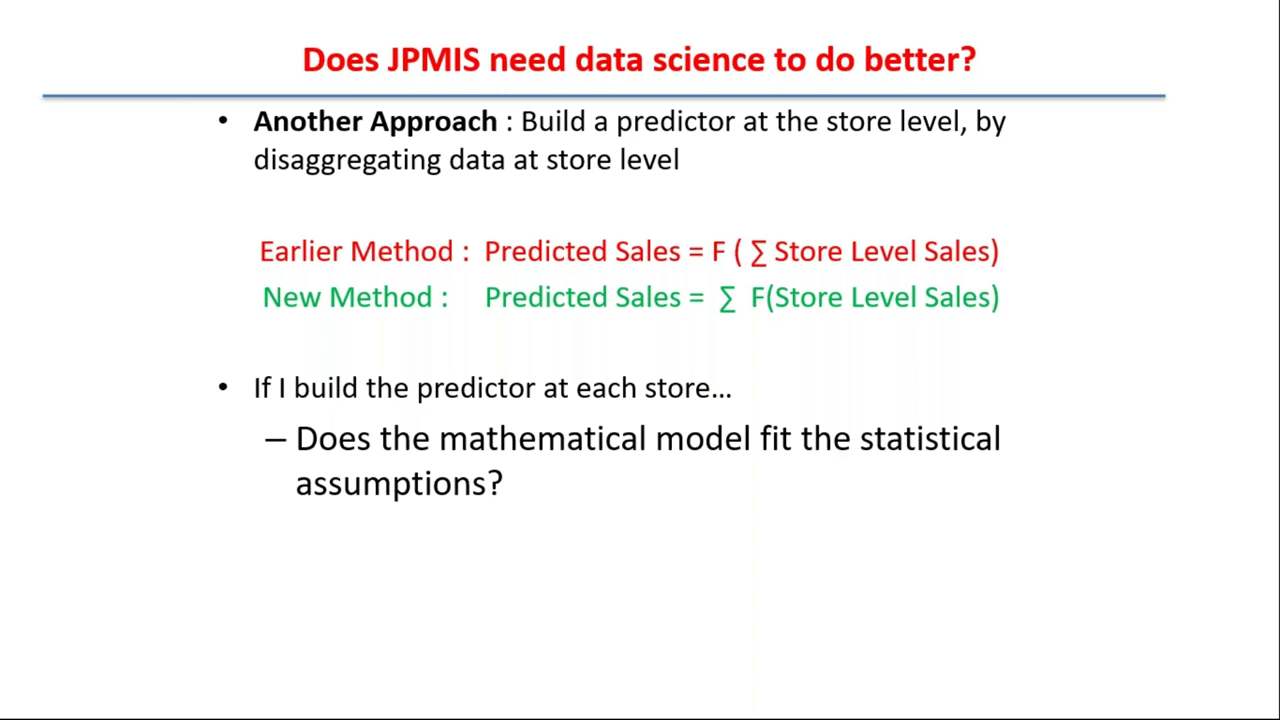 Does JPMIS need data science to do better?
• Another Approach : Build a predictor at the store level, by
disaggregating data at store level
Earlier Method : Predicted Sales = F ( ∑ Store Level Sales)
New Method : Predicted Sales = ∑ F(Store Level Sales)
• If I build the predictor at each store…
– Does the mathematical model fit the statistical
assumptions?